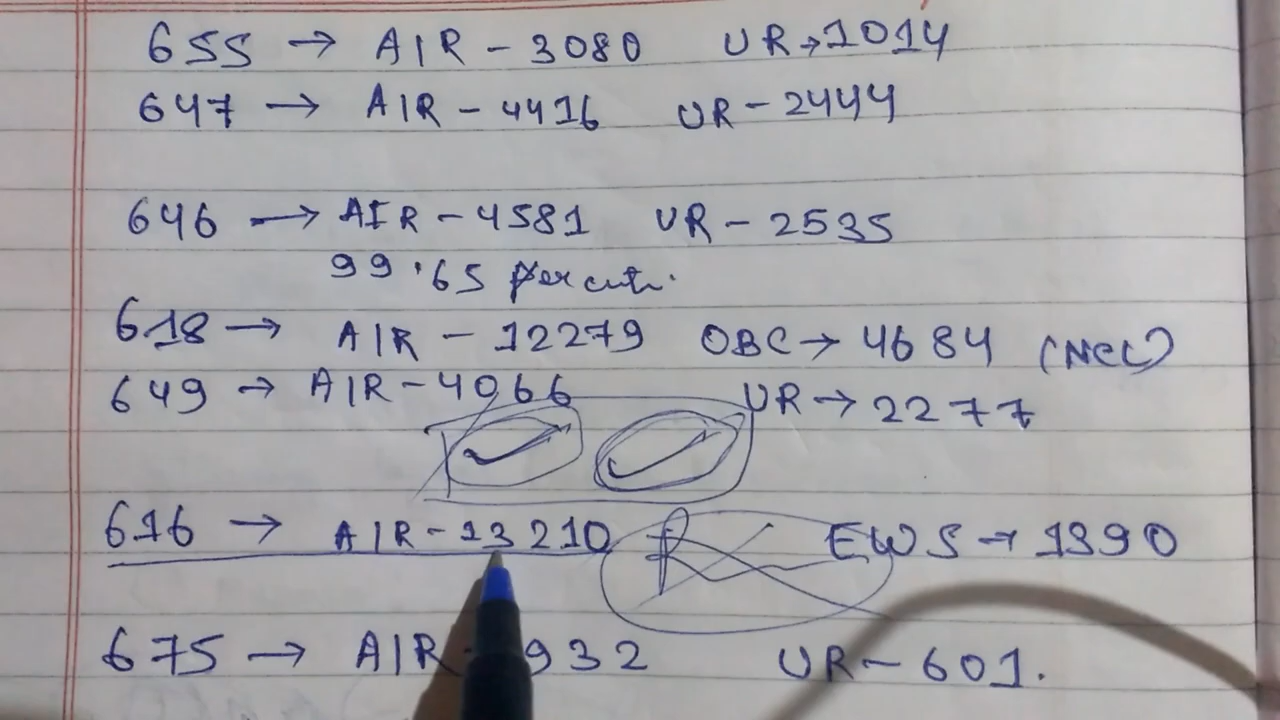 655 → AIR - 3080 UR → 1014
647 → AIR - 4416 UR - 2444
646 → AIR - 4581 UR - 2535
99.65
618 → AIR - 12279 OBC → 4684 (NCL)
649 → AIR - 4066 UR → 2277
616 → AIR - 13210 EWS → 1390
675 → AIR 932 UR - 601.